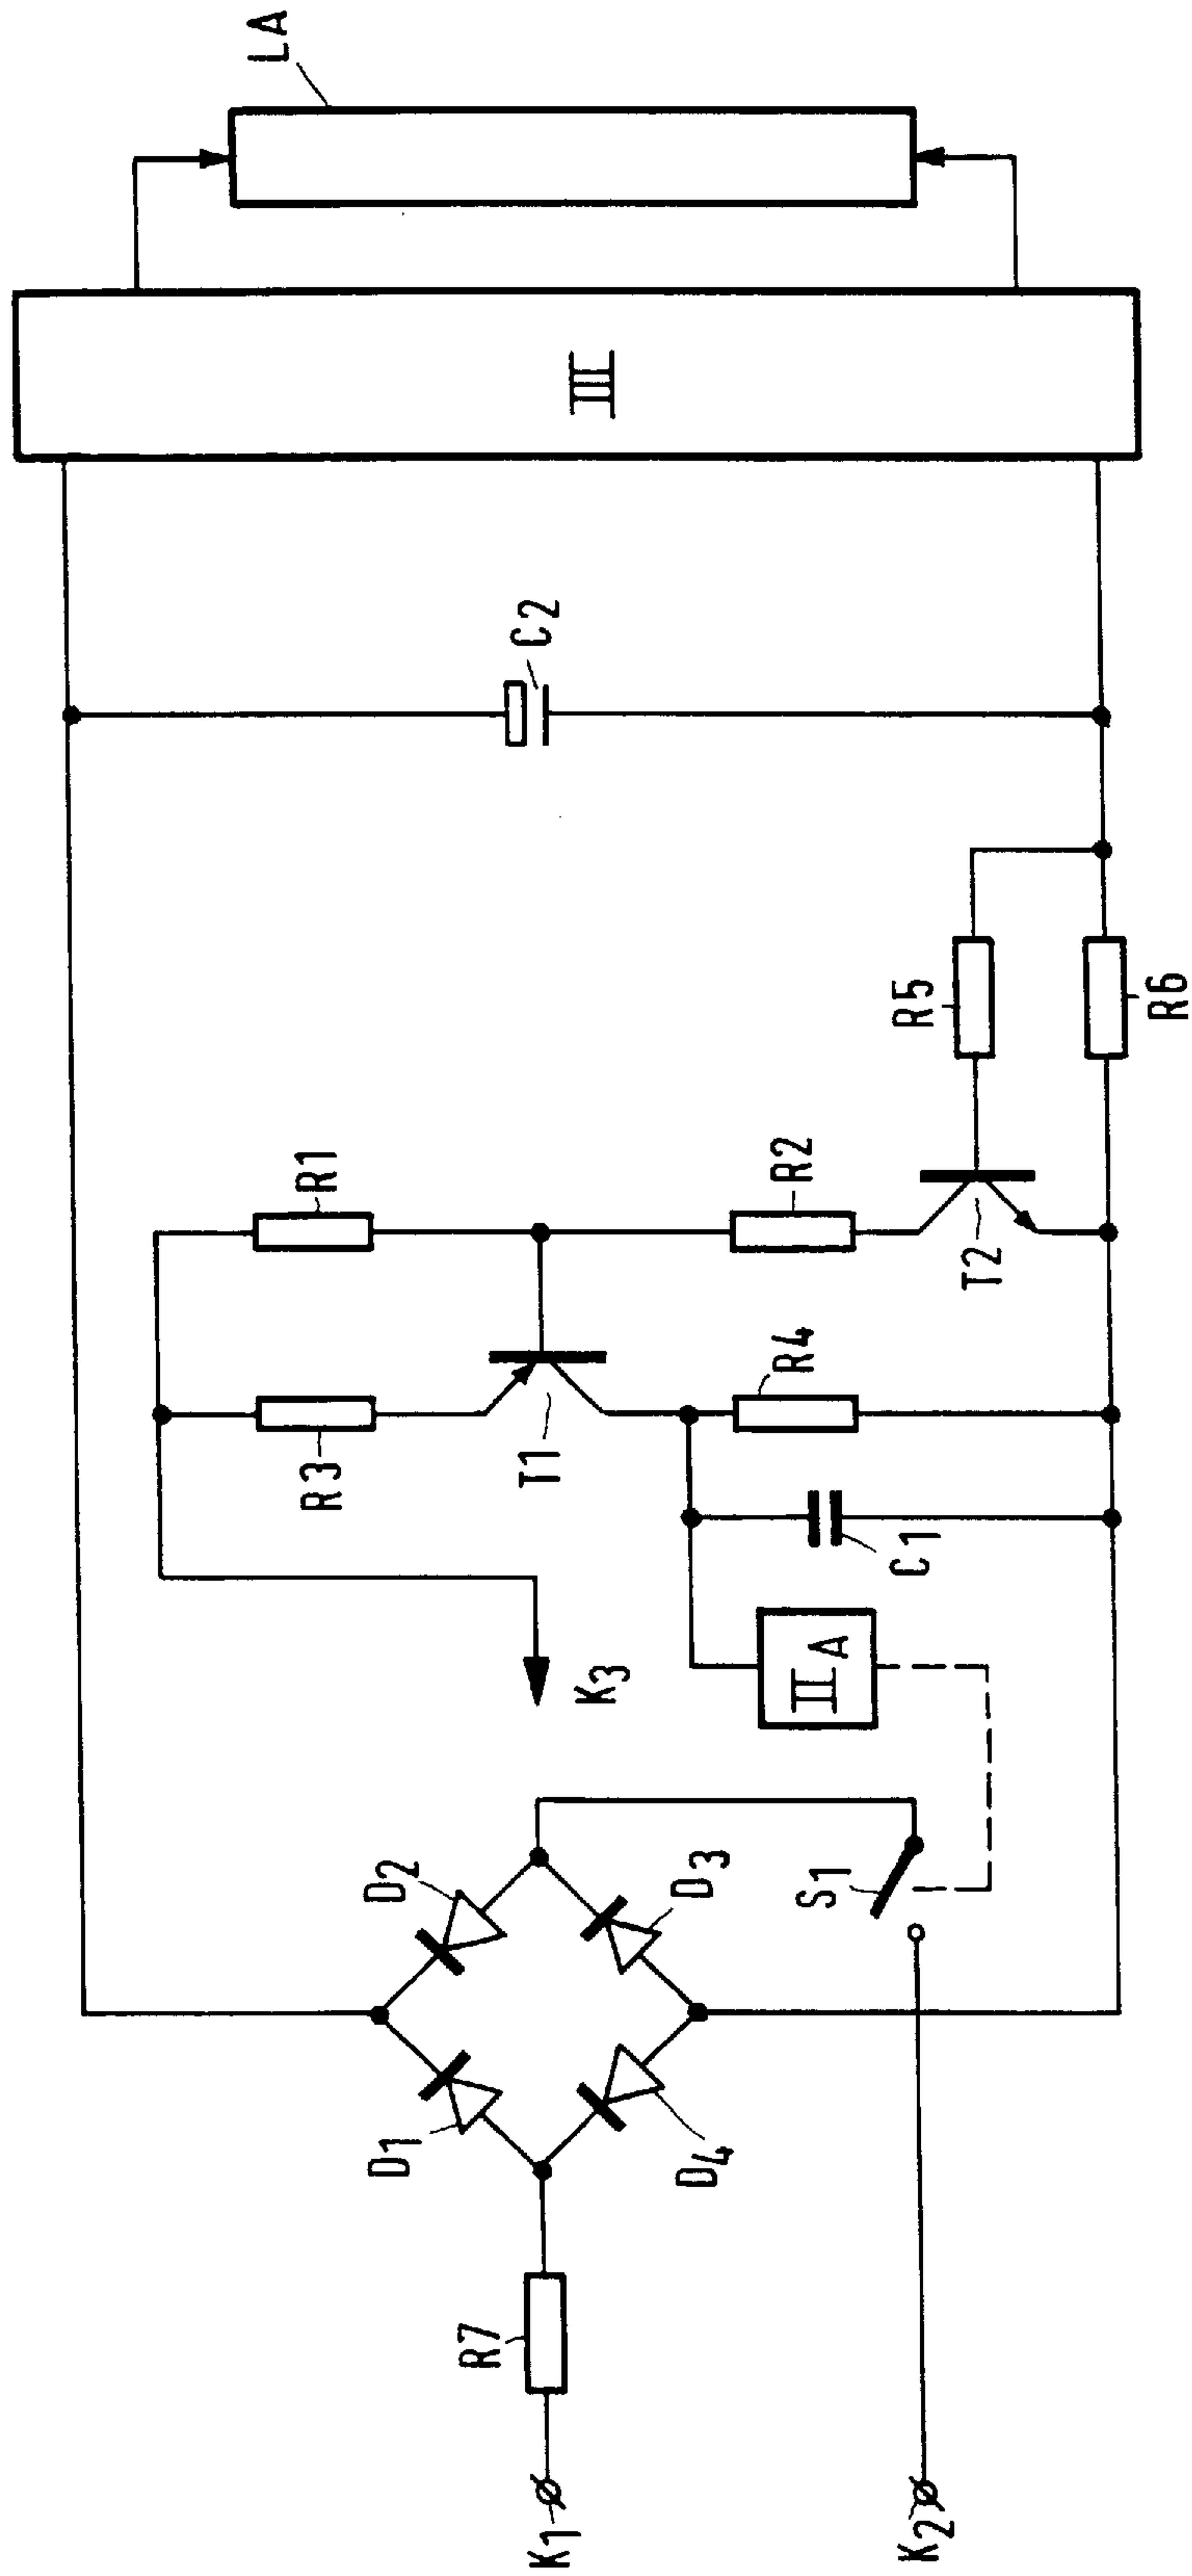 K1
R7
K2
D1
D4
D2
D3
S1
K3
IIA
C1
R3
T1
R4
R1
R2
T2
R5
R6
C2
III
LA